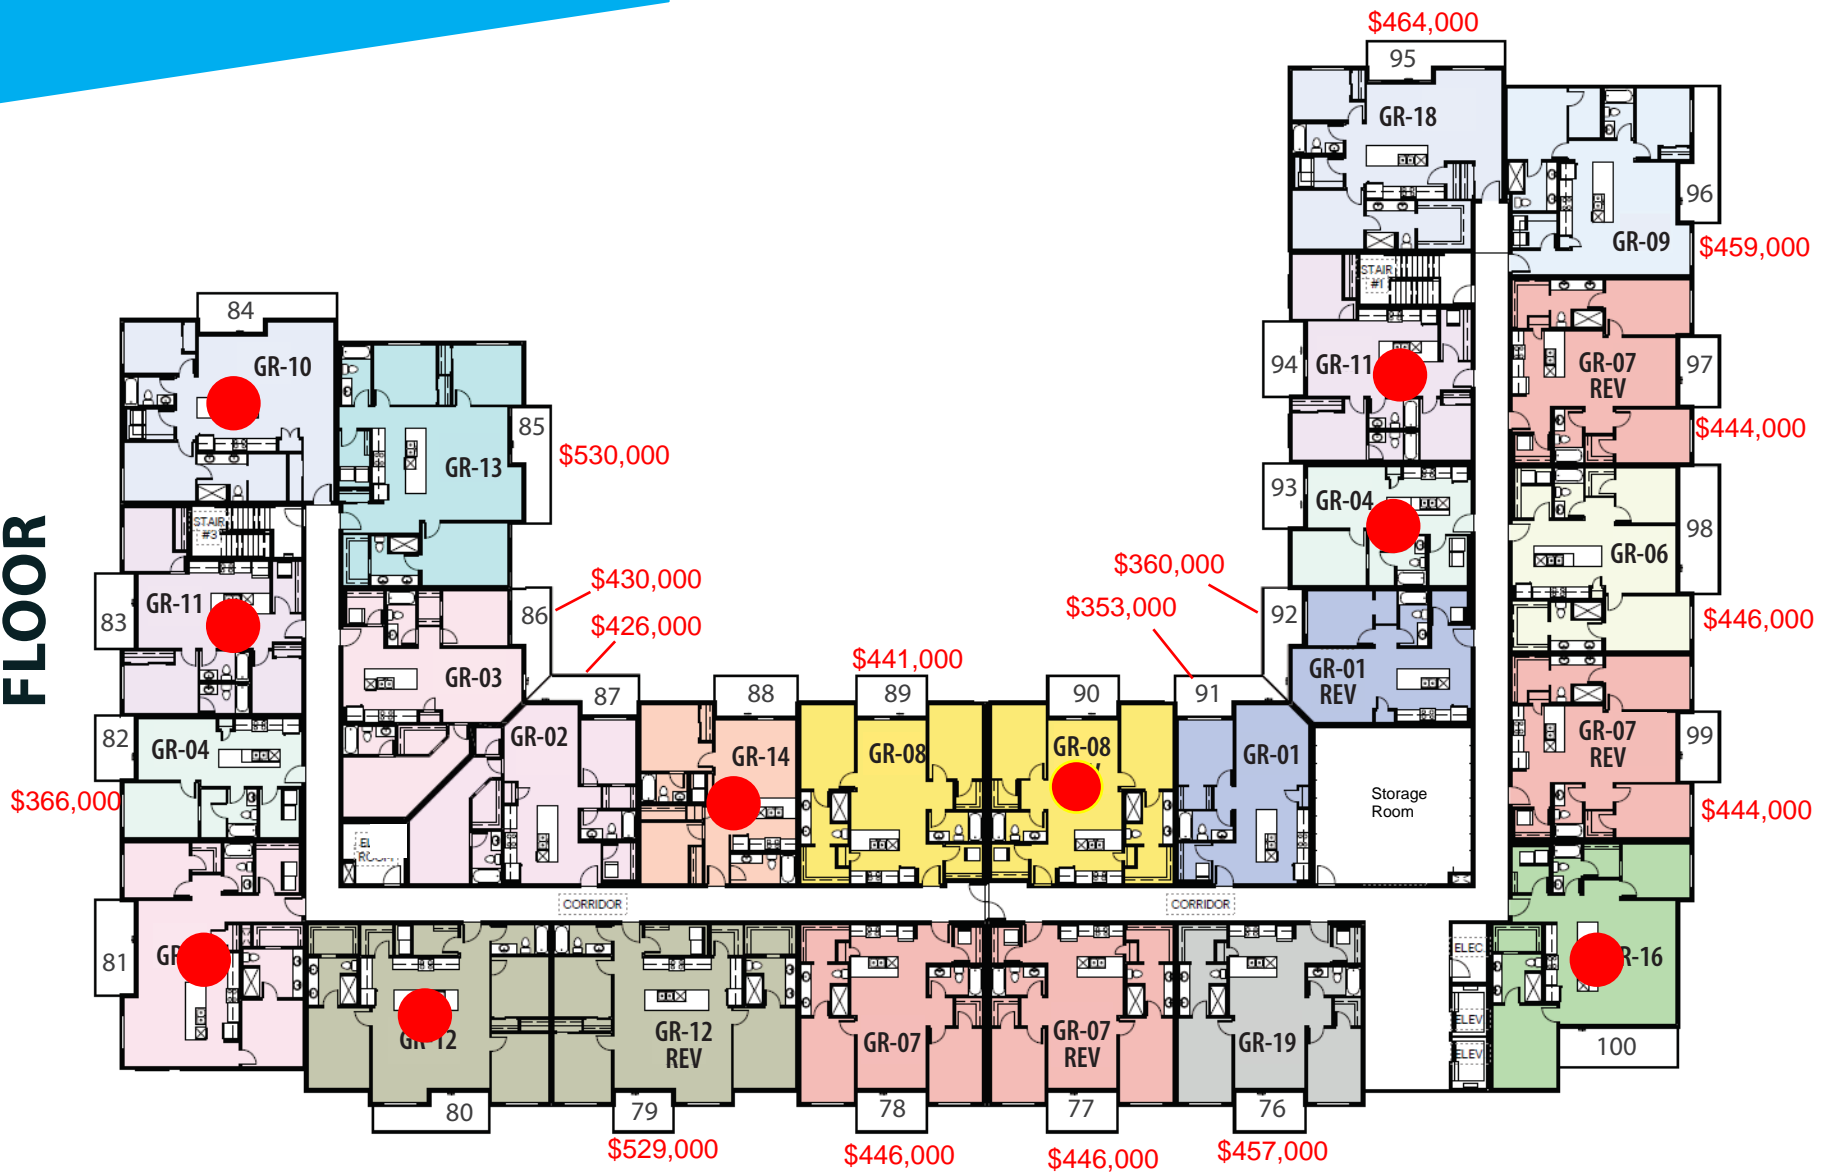 FLOOR
$464,000
95
GR-18
GR-09
96
$459,000
STAIR
#1
84
GR-10
85
$530,000
GR-13
94
GR-11
GR-07
REV
97
$444,000
93
GR-04
STAIR
#3
98
GR-06
$446,000
83
GR-11
86
$430,000
$426,000
GR-03
$360,000
$353,000
92
GR-01
REV
82
GR-04
$366,000
87
GR-02
88
GR-14
$441,000
89
GR-08
90
GR-08
91
GR-01
Storage
Room
GR-07
REV
99
$444,000
CORRIDOR
CORRIDOR
81
80
GR-12
REV
79
$529,000
GR-07
78
$446,000
GR-07
REV
77
$446,000
GR-19
76
$457,000
ELEC
ELEV
ELEV
R-16
100